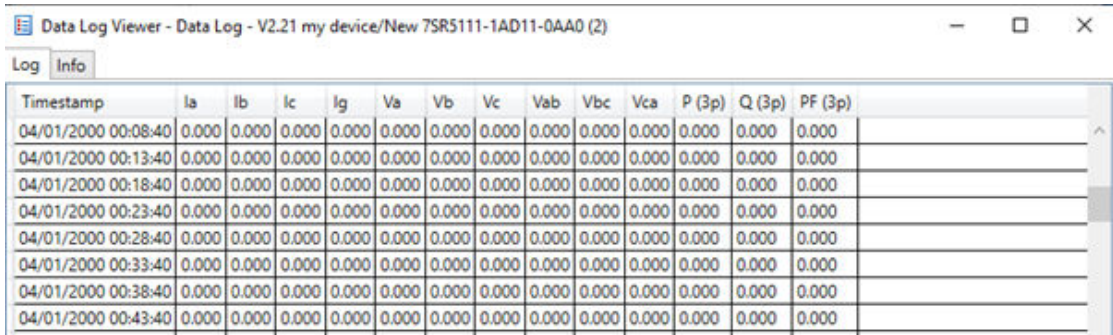 Data Log Viewer - Data Log - V2.21 my device/New 7SR5111-1AD11-0AA0 (2)
Log Info
Timestamp Ia Ib Ic Ig Va Vb Vc Vab Vbc Vca P (3p) Q (3p) PF (3p)
04/01/2000 00:08:40 0.000 0.000 0.000 0.000 0.000 0.000 0.000 0.000 0.000 0.000 0.000 0.000 0.000
04/01/2000 00:13:40 0.000 0.000 0.000 0.000 0.000 0.000 0.000 0.000 0.000 0.000 0.000 0.000 0.000
04/01/2000 00:18:40 0.000 0.000 0.000 0.000 0.000 0.000 0.000 0.000 0.000 0.000 0.000 0.000 0.000
04/01/2000 00:23:40 0.000 0.000 0.000 0.000 0.000 0.000 0.000 0.000 0.000 0.000 0.000 0.000 0.000
04/01/2000 00:28:40 0.000 0.000 0.000 0.000 0.000 0.000 0.000 0.000 0.000 0.000 0.000 0.000 0.000
04/01/2000 00:33:40 0.000 0.000 0.000 0.000 0.000 0.000 0.000 0.000 0.000 0.000 0.000 0.000 0.000
04/01/2000 00:38:40 0.000 0.000 0.000 0.000 0.000 0.000 0.000 0.000 0.000 0.000 0.000 0.000 0.000
04/01/2000 00:43:40 0.000 0.000 0.000 0.000 0.000 0.000 0.000 0.000 0.000 0.000 0.000 0.000 0.000